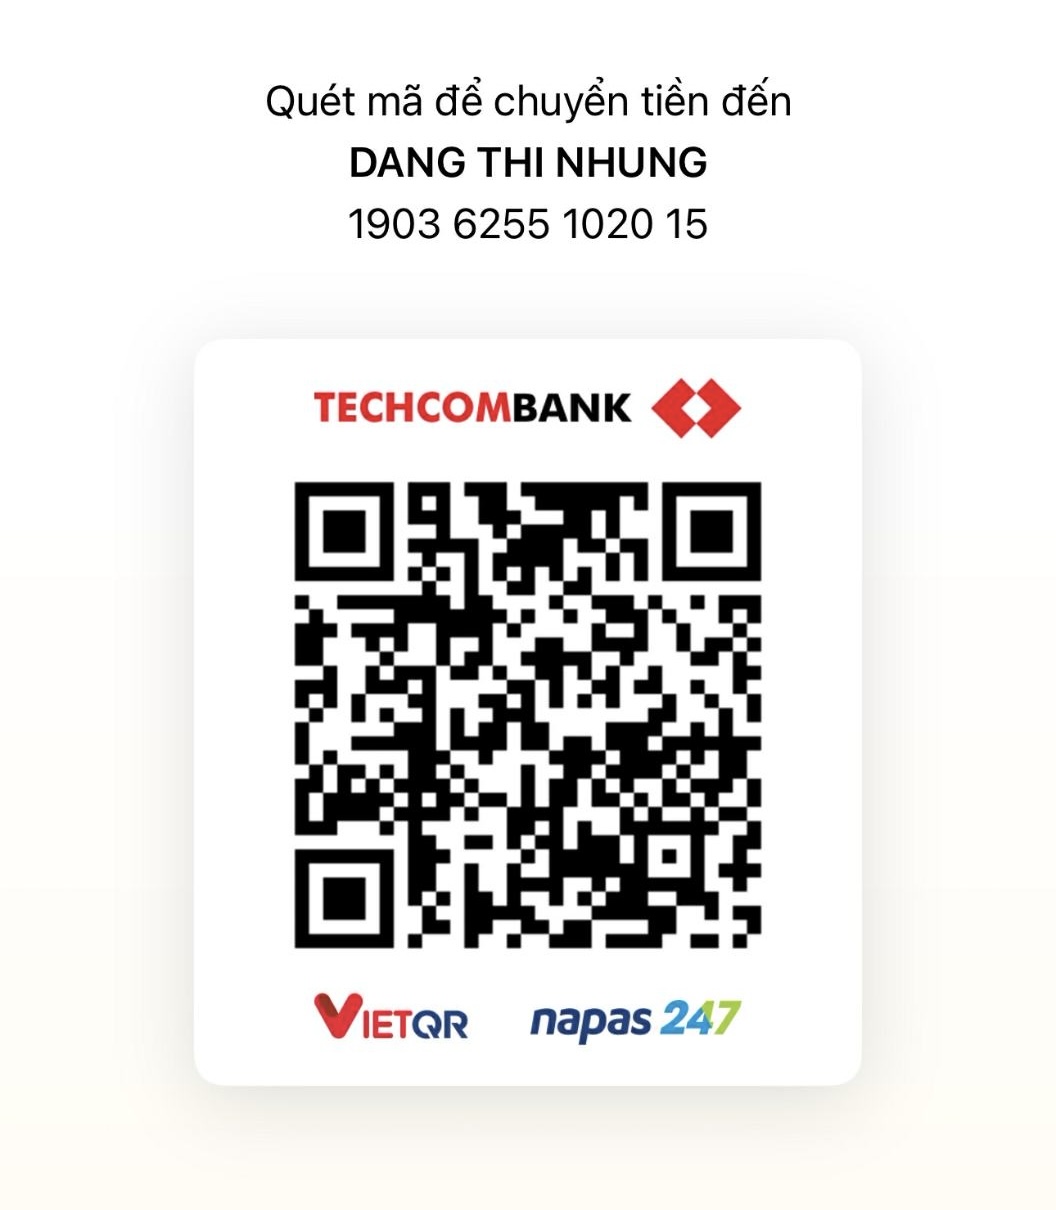 Quét mã để chuyển tiền đến
DANG THI NHUNG
1903 6255 1020 15
TECHCOMBANK
VIETQR
napas 247